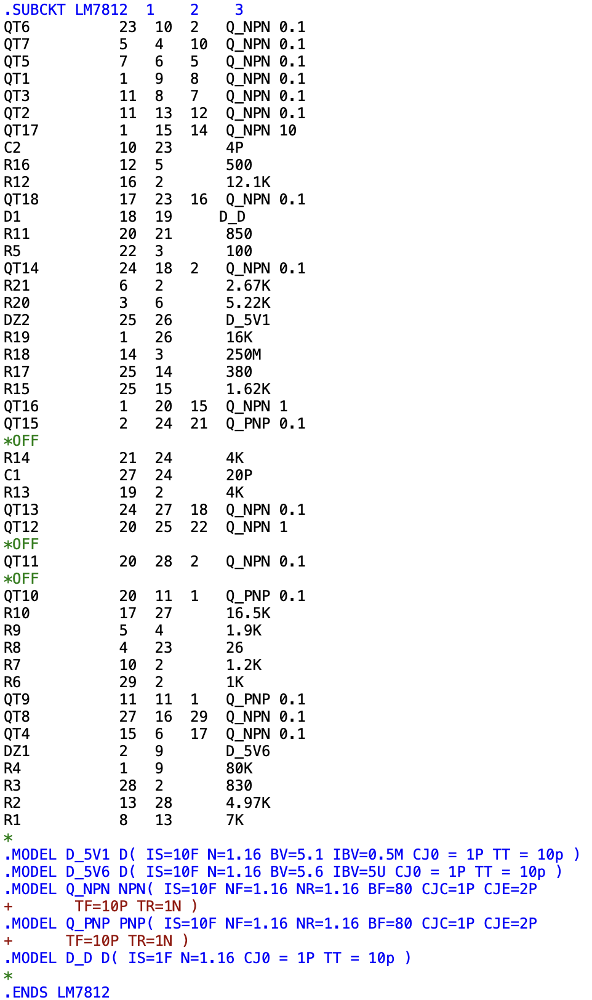 .SUBCKT LM7812  1    2    3
QT6          23  10  2   Q_NPN 0.1
QT7          5   4   10  Q_NPN 0.1
QT5          7   6   5   Q_NPN 0.1
QT1          1   9   8   Q_NPN 0.1
QT3          11  8   7   Q_NPN 0.1
QT2          11  13  12  Q_NPN 0.1
QT17         1   15  14  Q_NPN 10
C2           10  23      4P
R16          12  5       500
R12          16  2       12.1K
QT18         17  23  16  Q_NPN 0.1
D1           18  19     D_D
R11          20  21      850
R5           22  3       100
QT14         24  18  2   Q_NPN 0.1
R21          6   2       2.67K
R20          3   6       5.22K
DZ2          25  26      D_5V1
R19          1   26      16K
R18          14  3       250M
R17          25  14      380
R15          25  15      1.62K
QT16         1   20  15  Q_NPN 1
QT15         2   24  21  Q_PNP 0.1
*OFF
R14          21  24      4K
C1           27  24      20P
R13          19  2       4K
QT13         24  27  18  Q_NPN 0.1
QT12         20  25  22  Q_NPN 1
*OFF
QT11         20  28  2   Q_NPN 0.1
*OFF
QT10         20  11  1   Q_PNP 0.1
R10          17  27      16.5K
R9           5   4       1.9K
R8           4   23      26
R7           10  2       1.2K
R6           29  2       1K
QT9          11  11  1   Q_PNP 0.1
QT8          27  16  29  Q_NPN 0.1
QT4          15  6   17  Q_NPN 0.1
DZ1          2   9       D_5V6
R4           1   9       80K
R3           28  2       830
R2           13  28      4.97K
R1           8   13      7K
*
.MODEL D_5V1 D( IS=10F N=1.16 BV=5.1 IBV=0.5M CJ0 = 1P TT = 10p )
.MODEL D_5V6 D( IS=10F N=1.16 BV=5.6 IBV=5U CJ0 = 1P TT = 10p )
.MODEL Q_NPN NPN( IS=10F NF=1.16 NR=1.16 BF=80 CJC=1P CJE=2P
+       TF=10P TR=1N )
.MODEL Q_PNP PNP( IS=10F NF=1.16 NR=1.16 BF=80 CJC=1P CJE=2P
+      TF=10P TR=1N )
.MODEL D_D D( IS=1F N=1.16 CJ0 = 1P TT = 10p )
*
.ENDS LM7812